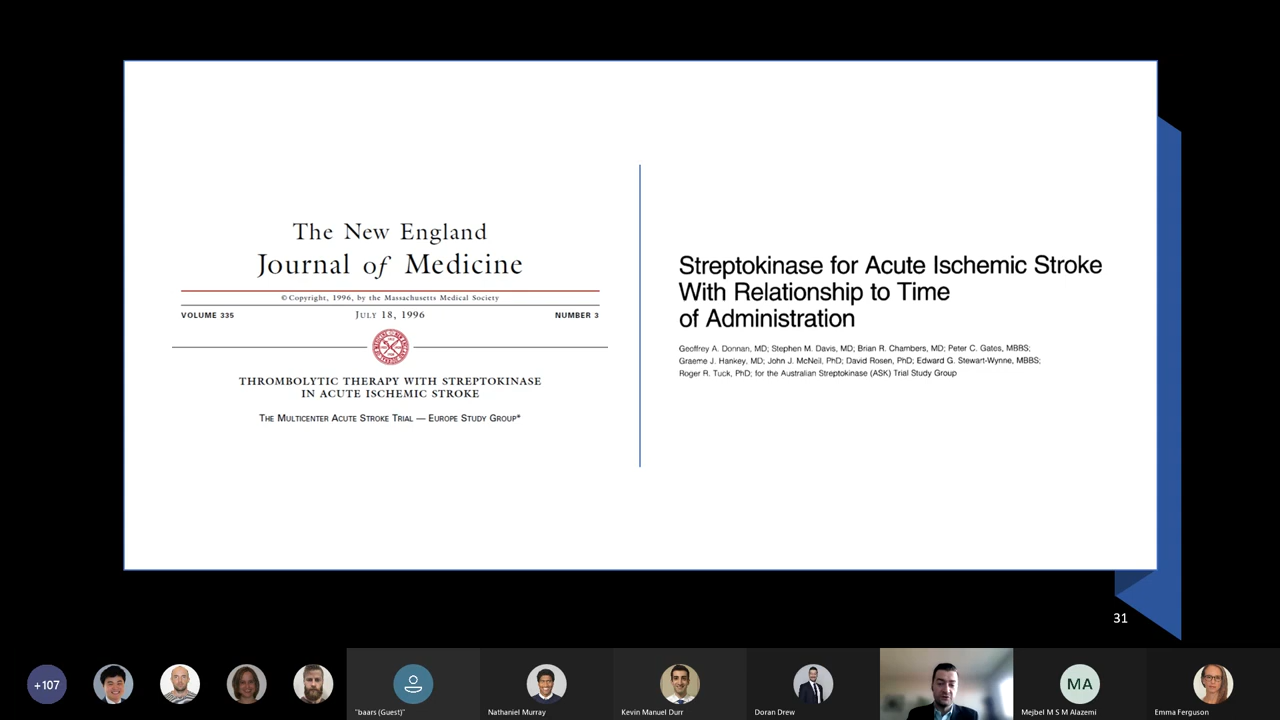 The New England
Journal of Medicine
© Copyright, 1996, by the Massachusetts Medical Society
VOLUME 335
JULY 18, 1996
NUMBER 3
THROMBOLYTIC THERAPY WITH STREPTOKINASE
IN ACUTE ISCHEMIC STROKE
THE MULTICENTER ACUTE STROKE TRIAL — EUROPE STUDY GROUP*
Streptokinase for Acute Ischemic Stroke
With Relationship to Time
of Administration
Geoffrey A. Donnan, MD; Stephen M. Davis, MD; Brian R. Chambers, MD; Peter C. Gates, MBBS;
Graeme J. Hankey, MD; John J. McNeil, PhD; David Rosen, PhD; Edward G. Stewart-Wynne, MBBS;
Roger R. Tuck, PhD; for the Australian Streptokinase (ASK) Trial Study Group
31
+107
"baars (Guest)"
Nathaniel Murray
Kevin Manuel Durr
Doran Drew
MA
Mejbel M S M Alazemi
Emma Ferguson